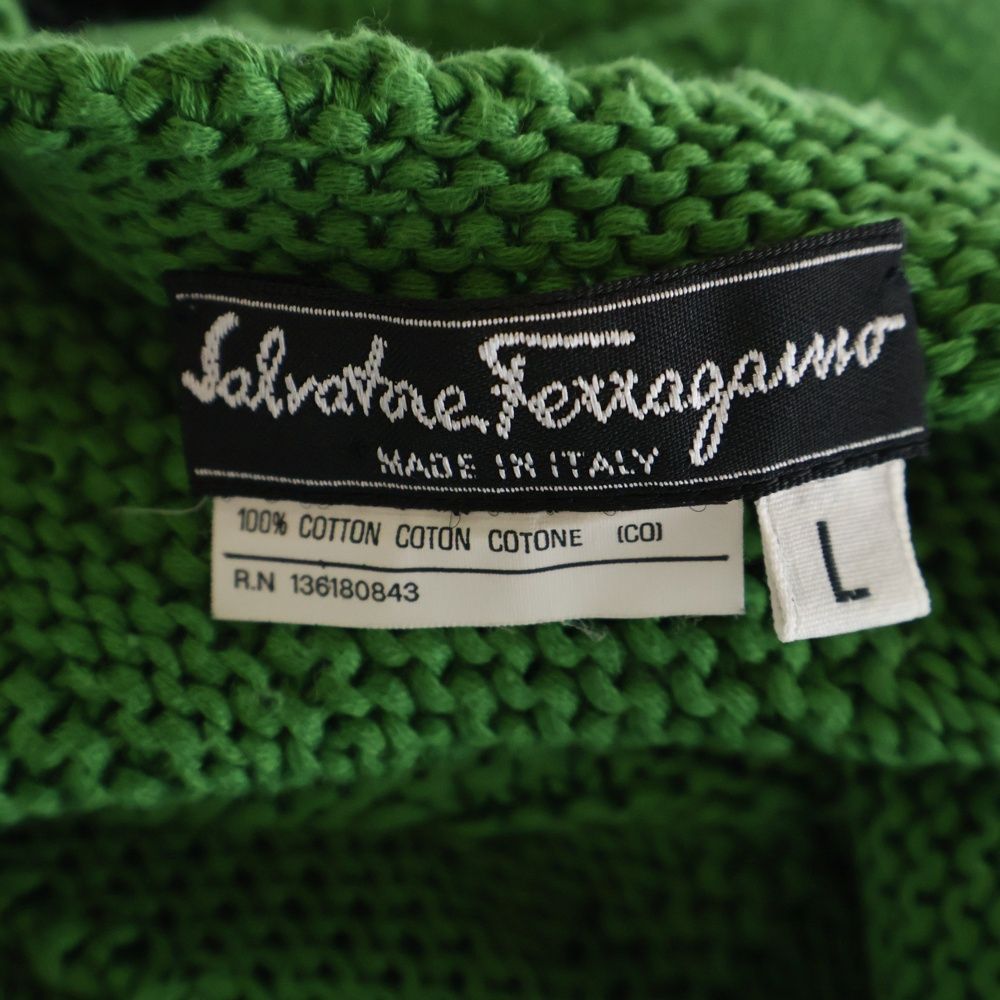 Salvatore Ferragamo
MADE IN ITALY
100% COTTON COTON COTONE (CO)
R.N 136180843
L